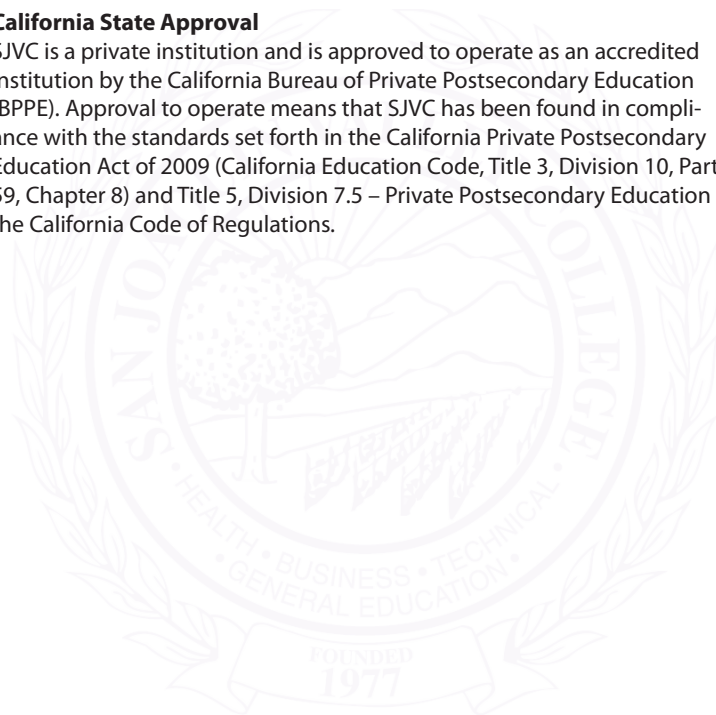 California State Approval
SJVC is a private institution and is approved to operate as an accredited
institution by the California Bureau of Private Postsecondary Education
BPPE). Approval to operate means that SJVC has been found in compli-
ance with the standards set forth in the California Private Postsecondary
Education Act of 2009 (California Education Code, Title 3, Division 10, Part
59, Chapter 8) and Title 5, Division 7.5 – Private Postsecondary Education
the California Code of Regulations.
SAN JOA COLLEGE
• HEALTH • BUSINESS • TECHNICAL •
• GENERAL EDUCATION •
FOUNDED
1977